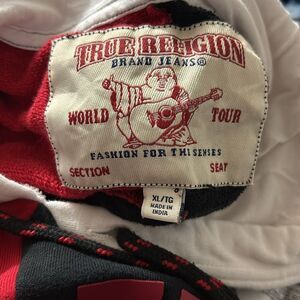 TRUE RELIGION
BRAND JEANS®
WORLD TOUR
FASHION FOR THE SENSES
SECTION SEAT
XL/TG
MADE IN
INDIA